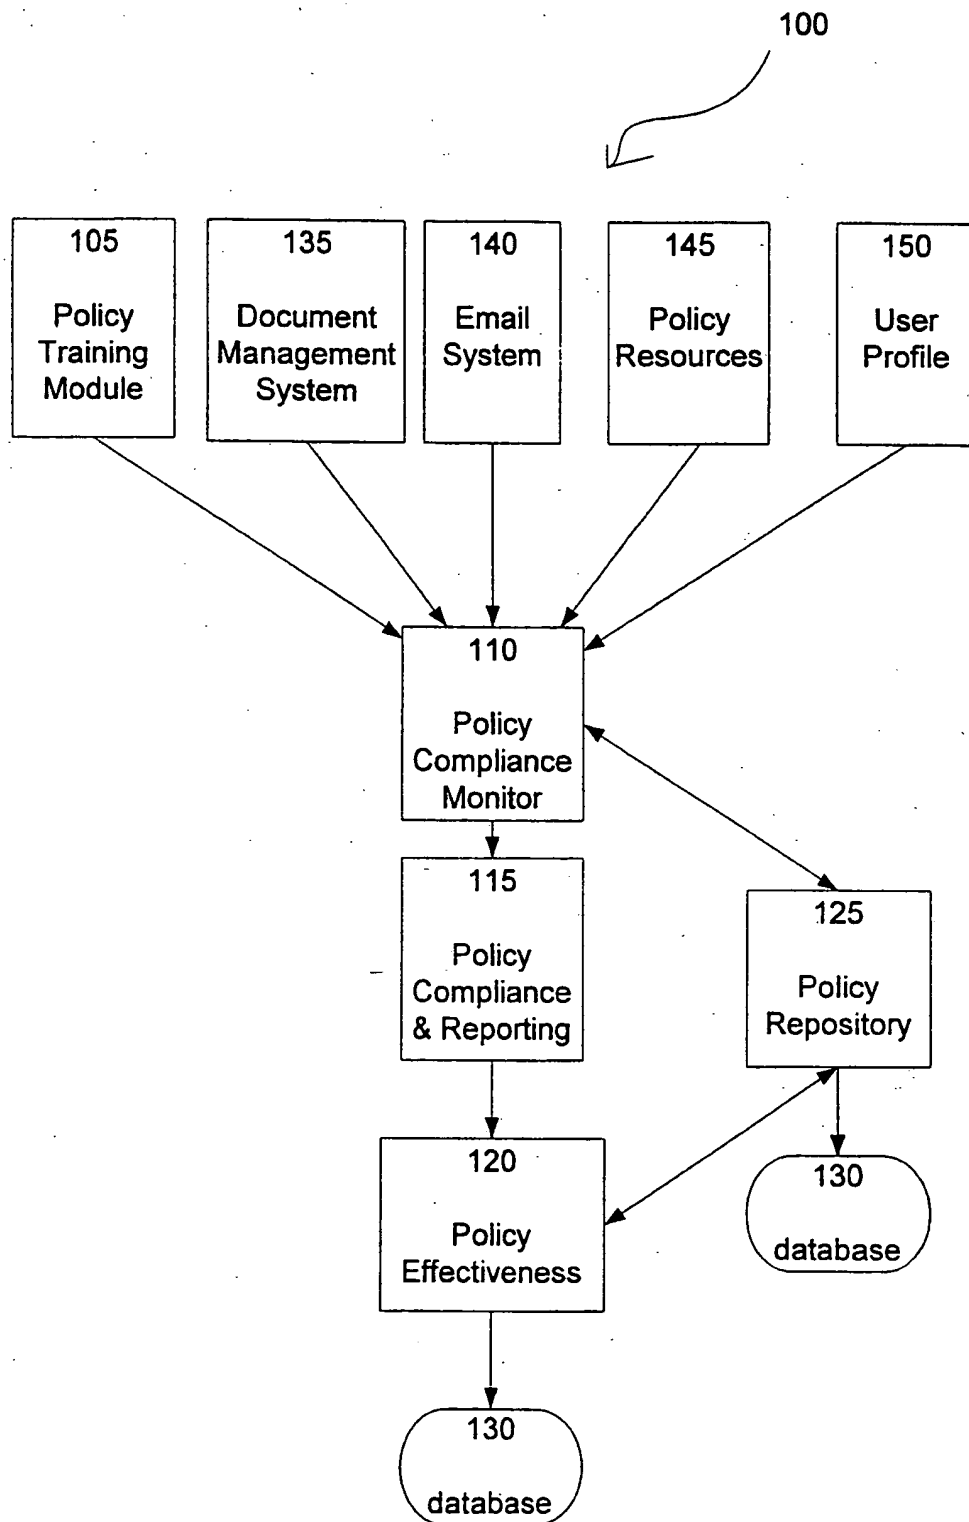 100
105
Policy
Training
Module
135
Document
Management
System
140
Email
System
145
Policy
Resources
150
User
Profile
110
Policy
Compliance
Monitor
115
Policy
Compliance
& Reporting
125
Policy
Repository
120
Policy
Effectiveness
130
database
130
database